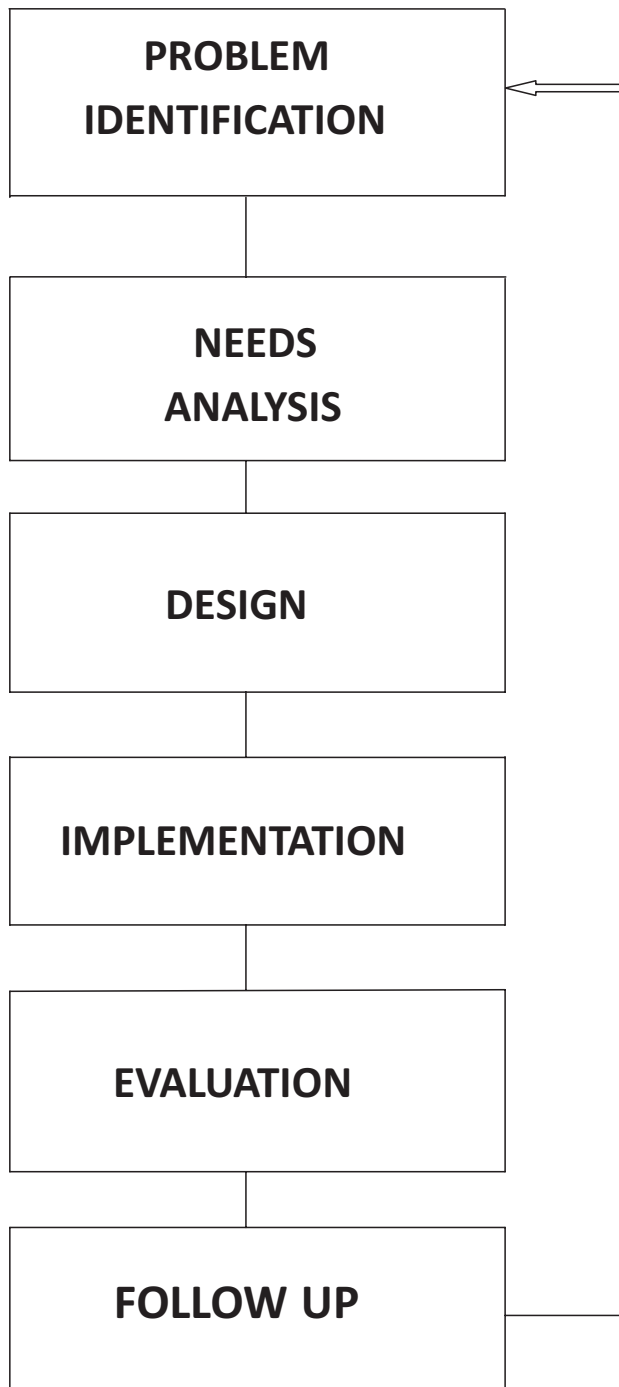 PROBLEM
IDENTIFICATION
NEEDS
ANALYSIS
DESIGN
IMPLEMENTATION
EVALUATION
FOLLOW UP